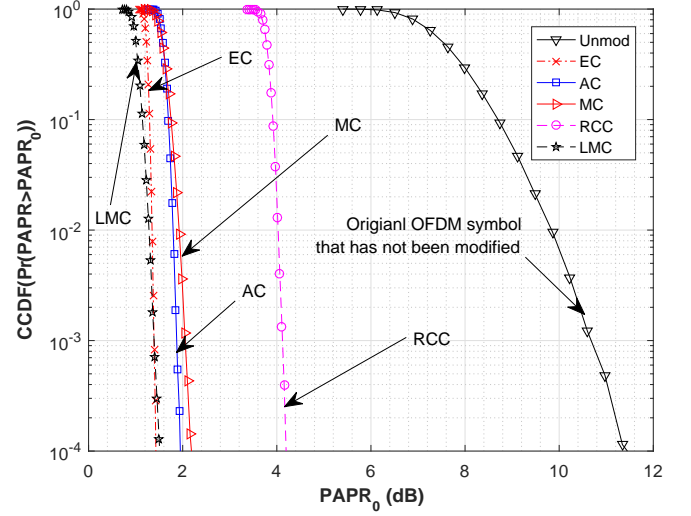 CCDF(Pr(PAPR>PAPR0))
10^0
10^-1
10^-2
10^-3
10^-4
0
2
4
6
8
10
12
PAPR0 (dB)
EC
MC
LMC
AC
RCC
Origianl OFDM symbol
that has not been modified
Unmod
EC
AC
MC
RCC
LMC